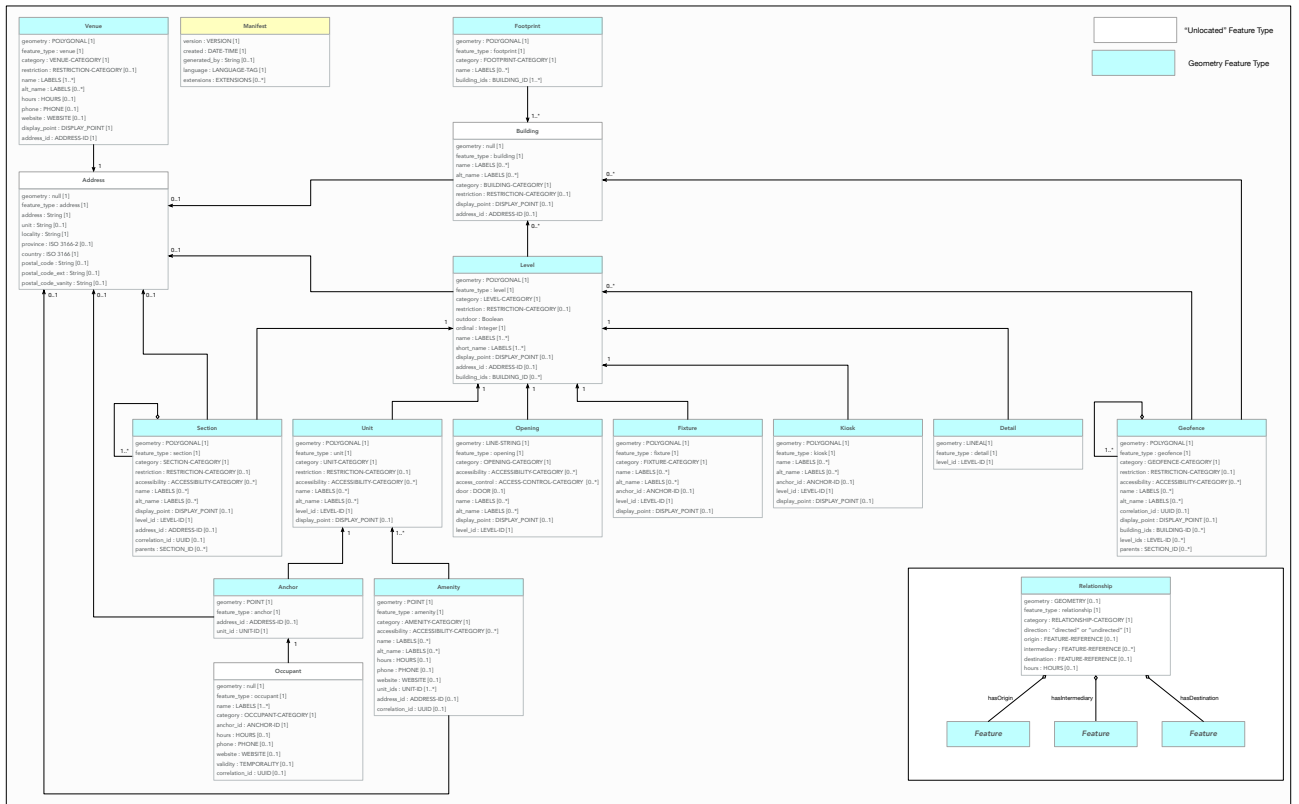 Venue
geometry : POLYGONAL [1]
feature_type : venue [1]
category : VENUE-CATEGORY [1]
restriction : RESTRICTION-CATEGORY [0..1]
name : LABELS [1..*]
alt_name : LABELS [0..*]
hours : HOURS [0..1]
phone : PHONE [0..1]
website : WEBSITE [0..1]
display_point : DISPLAY_POINT [1]
address_id : ADDRESS-ID [1]
1
Manifest
version : VERSION [1]
created : DATE-TIME [1]
generated_by : String [0..1]
language : LANGUAGE-TAG [1]
extensions : EXTENSIONS [0..*]
Footprint
geometry : POLYGONAL [1]
feature_type : footprint [1]
category : FOOTPRINT-CATEGORY [1]
name : LABELS [0..*]
building_ids : BUILDING_ID [1..*]
1..*
"Unlocated" Feature Type
Geometry Feature Type
Address
geometry : null [1]
feature_type : address [1]
address : String [1]
unit : String [0..1]
locality : String [1]
province : ISO 3166-2 [0..1]
country : ISO 3166 [1]
postal_code : String [0..1]
postal_code_ext : String [0..1]
postal_code_vanity : String [0..1]
0..1
0..1
0..1
0..1
0..1
Building
geometry : null [1]
feature_type : building [1]
name : LABELS [0..*]
alt_name : LABELS [0..*]
category : BUILDING-CATEGORY [1]
restriction : RESTRICTION-CATEGORY [0..1]
display_point : DISPLAY_POINT [0..1]
address_id : ADDRESS-ID [0..1]
0..*
0..*
Level
geometry : POLYGONAL [1]
feature_type : level [1]
category : LEVEL-CATEGORY [1]
restriction : RESTRICTION-CATEGORY [0..1]
outdoor : Boolean
ordinal : Integer [1]
name : LABELS [1..*]
short_name : LABELS [1..*]
display_point : DISPLAY_POINT [0..1]
address_id : ADDRESS-ID [0..1]
building_ids : BUILDING_ID [0..*]
0..*
1
1
1
1
1
1
Section
geometry : POLYGONAL [1]
feature_type : section [1]
category : SECTION-CATEGORY [1]
restriction : RESTRICTION-CATEGORY [0..1]
accessibility : ACCESSIBILITY-CATEGORY [0..*]
name : LABELS [0..*]
alt_name : LABELS [0..*]
display_point : DISPLAY_POINT [0..1]
level_id : LEVEL-ID [1]
address_id : ADDRESS-ID [0..1]
correlation_id : UUID [0..1]
parents : SECTION_ID [0..*]
1..*
Unit
geometry : POLYGONAL [1]
feature_type : unit [1]
category : UNIT-CATEGORY [1]
restriction : RESTRICTION-CATEGORY [0..1]
accessibility : ACCESSIBILITY-CATEGORY [0..*]
name : LABELS [0..*]
alt_name : LABELS [0..*]
level_id : LEVEL-ID [1]
display_point : DISPLAY_POINT [0..1]
1
1..*
Opening
geometry : LINE-STRING [1]
feature_type : opening [1]
category : OPENING-CATEGORY [1]
accessibility : ACCESSIBILITY-CATEGORY [0..*]
access_control : ACCESS-CONTROL-CATEGORY [0..*]
door : DOOR [0..1]
name : LABELS [0..*]
alt_name : LABELS [0..*]
display_point : DISPLAY_POINT [0..1]
level_id : LEVEL-ID [1]
Fixture
geometry : POLYGONAL [1]
feature_type : fixture [1]
category : FIXTURE-CATEGORY [1]
name : LABELS [0..*]
alt_name : LABELS [0..*]
anchor_id : ANCHOR-ID [0..1]
level_id : LEVEL-ID [1]
display_point : DISPLAY_POINT [0..1]
Kiosk
geometry : POLYGONAL [1]
feature_type : kiosk [1]
name : LABELS [0..*]
alt_name : LABELS [0..*]
anchor_id : ANCHOR-ID [0..1]
level_id : LEVEL-ID [1]
display_point : DISPLAY_POINT [0..1]
Detail
geometry : LINEAL[1]
feature_type : detail [1]
level_id : LEVEL-ID [1]
Geofence
geometry : POLYGONAL [1]
feature_type : geofence [1]
category : GEOFENCE-CATEGORY [1]
restriction : RESTRICTION-CATEGORY [0..1]
accessibility : ACCESSIBILITY-CATEGORY [0..*]
name : LABELS [0..*]
alt_name : LABELS [0..*]
correlation_id : UUID [0..1]
display_point : DISPLAY_POINT [0..1]
building_ids : BUILDING-ID [0..*]
level_ids : LEVEL-ID [0..*]
parents : SECTION_ID [0..*]
1..*
Anchor
geometry : POINT [1]
feature_type : anchor [1]
address_id : ADDRESS-ID [0..1]
unit_id : UNIT-ID [1]
1
Amenity
geometry : POINT [1]
feature_type : amenity [1]
category : AMENITY-CATEGORY [1]
accessibility : ACCESSIBILITY-CATEGORY [0..*]
name : LABELS [0..*]
alt_name : LABELS [0..*]
hours : HOURS [0..1]
phone : PHONE [0..1]
website : WEBSITE [0..1]
unit_ids : UNIT-ID [1..*]
address_id : ADDRESS-ID [0..1]
correlation_id : UUID [0..1]
Occupant
geometry : null [1]
feature_type : occupant [1]
name : LABELS [1..*]
category : OCCUPANT-CATEGORY [1]
anchor_id : ANCHOR-ID [1]
hours : HOURS [0..1]
phone : PHONE [0..1]
website : WEBSITE [0..1]
validity : TEMPORALITY [0..1]
correlation_id : UUID [0..1]
Relationship
geometry : GEOMETRY [0..1]
feature_type : relationship [1]
category : RELATIONSHIP-CATEGORY [1]
direction : "directed" or "undirected" [1]
origin : FEATURE-REFERENCE [0..1]
intermediary : FEATURE-REFERENCE [0..*]
destination : FEATURE-REFERENCE [0..1]
hours : HOURS [0..1]
hasOrigin
hasIntermediary
hasDestination
Feature
Feature
Feature